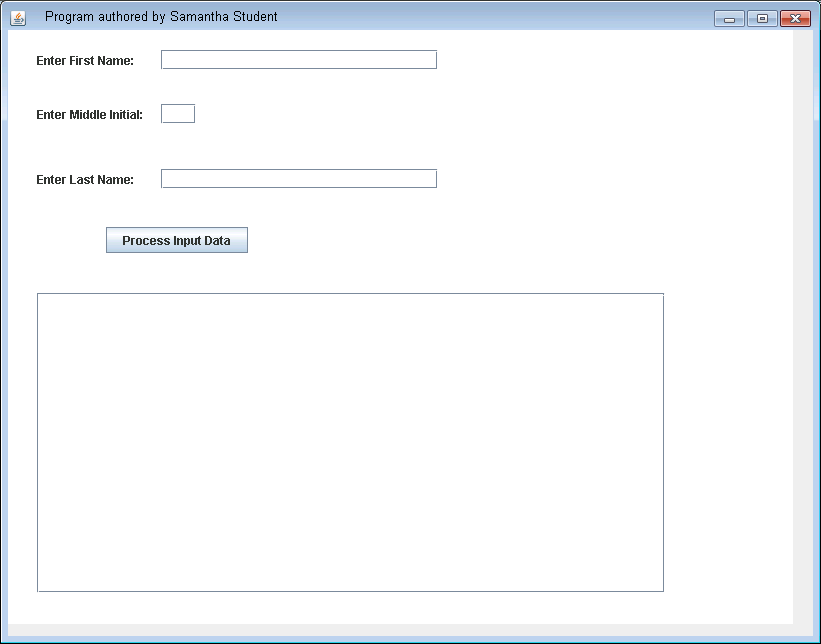 Program authored by Samantha Student
Enter First Name:
Enter Middle Initial:
Enter Last Name:
Process Input Data